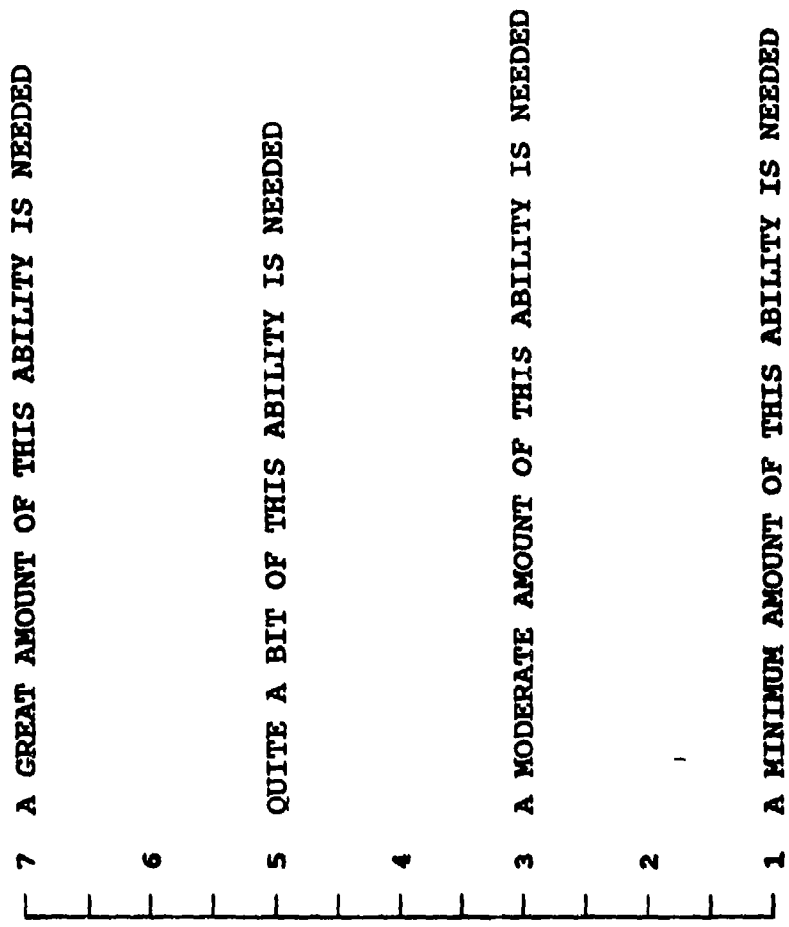 7 A GREAT AMOUNT OF THIS ABILITY IS NEEDED
6
5 QUITE A BIT OF THIS ABILITY IS NEEDED
4
3 A MODERATE AMOUNT OF THIS ABILITY IS NEEDED
2
1 A MINIMUM AMOUNT OF THIS ABILITY IS NEEDED